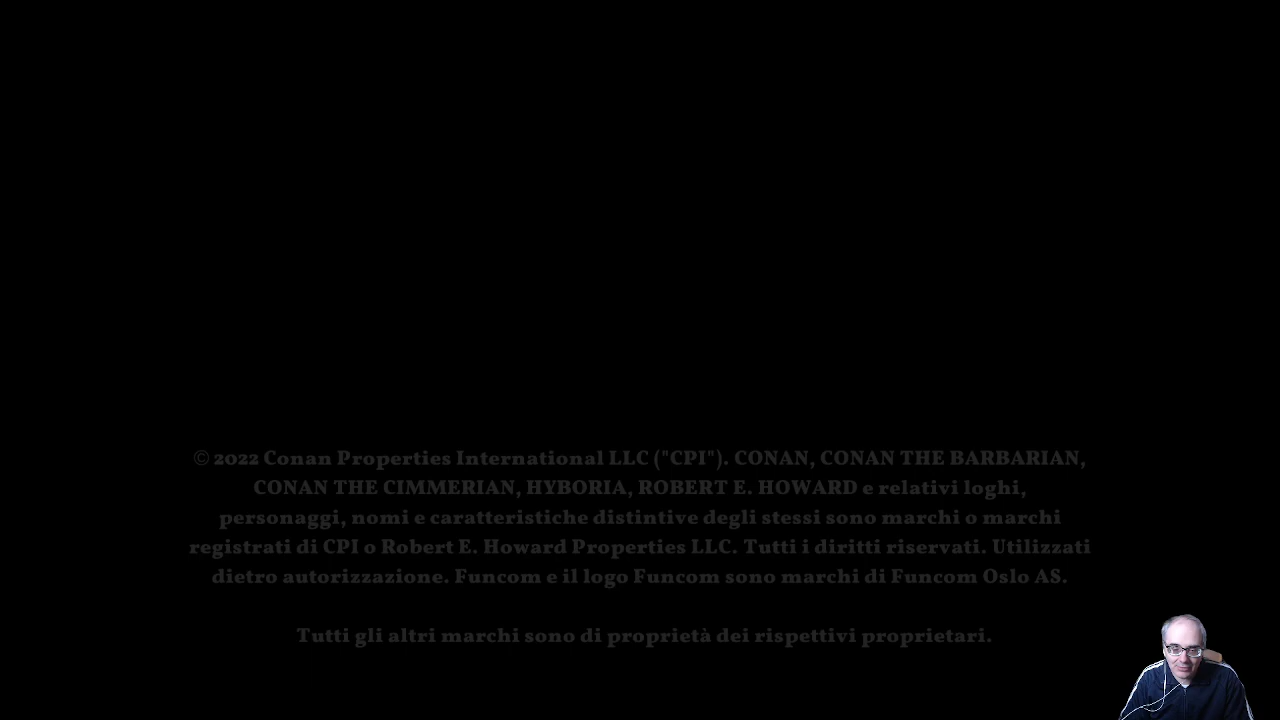 © 2022 Conan Properties International LLC ("CPI"). CONAN, CONAN THE BARBARIAN,
CONAN THE CIMMERIAN, HYBORIA, ROBERT E. HOWARD e relativi loghi,
personaggi, nomi e caratteristiche distintive degli stessi sono marchi o marchi
registrati di CPI o Robert E. Howard Properties LLC. Tutti i diritti riservati. Utilizzati
dietro autorizzazione. Funcom e il logo Funcom sono marchi di Funcom Oslo AS.
Tutti gli altri marchi sono di proprietà dei rispettivi proprietari.